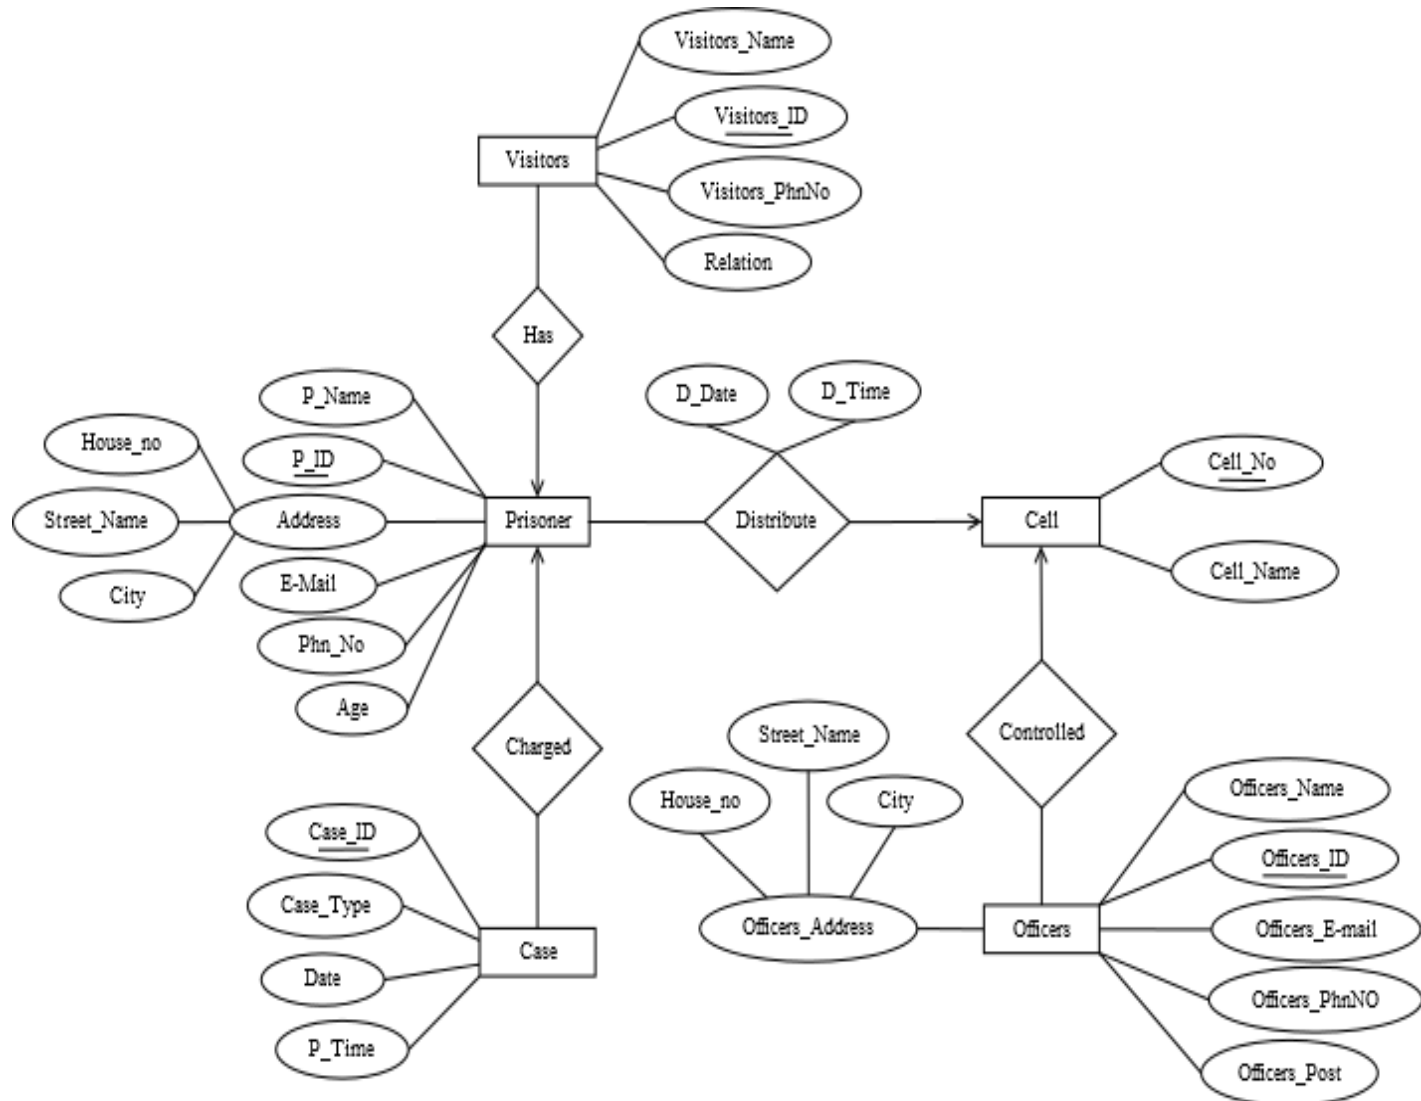 Visitors_Name
Visitors_ID
Visitors
Visitors_PhnNo
Relation
Has
P_Name
D_Date
D_Time
House_no
P_ID
Cell_No
Street_Name
Address
Prisoner
Distribute
Cell
E-Mail
Cell_Name
City
Phn_No
Age
Charged
Street_Name
Controlled
House_no
City
Officers_Name
Case_ID
Officers_ID
Case_Type
Officers_Address
Officers
Officers_E-mail
Case
Date
Officers_PhnNO
P_Time
Officers_Post